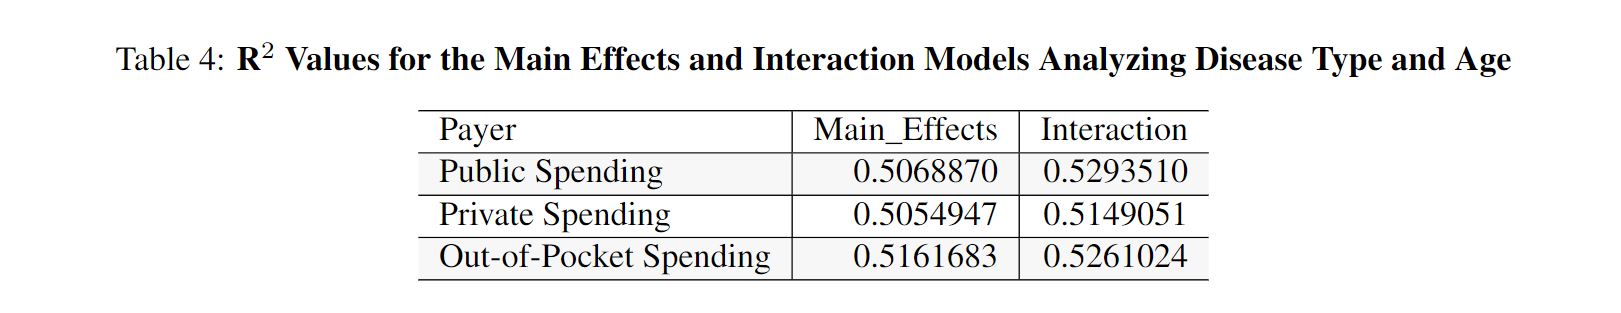 Table 4: R² Values for the Main Effects and Interaction Models Analyzing Disease Type and Age
Payer Main_Effects Interaction
Public Spending 0.5068870 0.5293510
Private Spending 0.5054947 0.5149051
Out-of-Pocket Spending 0.5161683 0.5261024